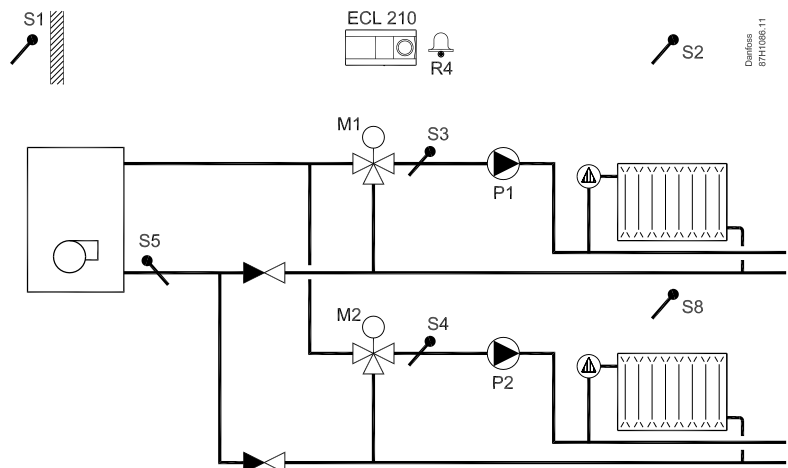 S1
ECL 210
R4
S2
Danfoss
87H1086.11
M1
S3
P1
S5
S8
M2
S4
P2